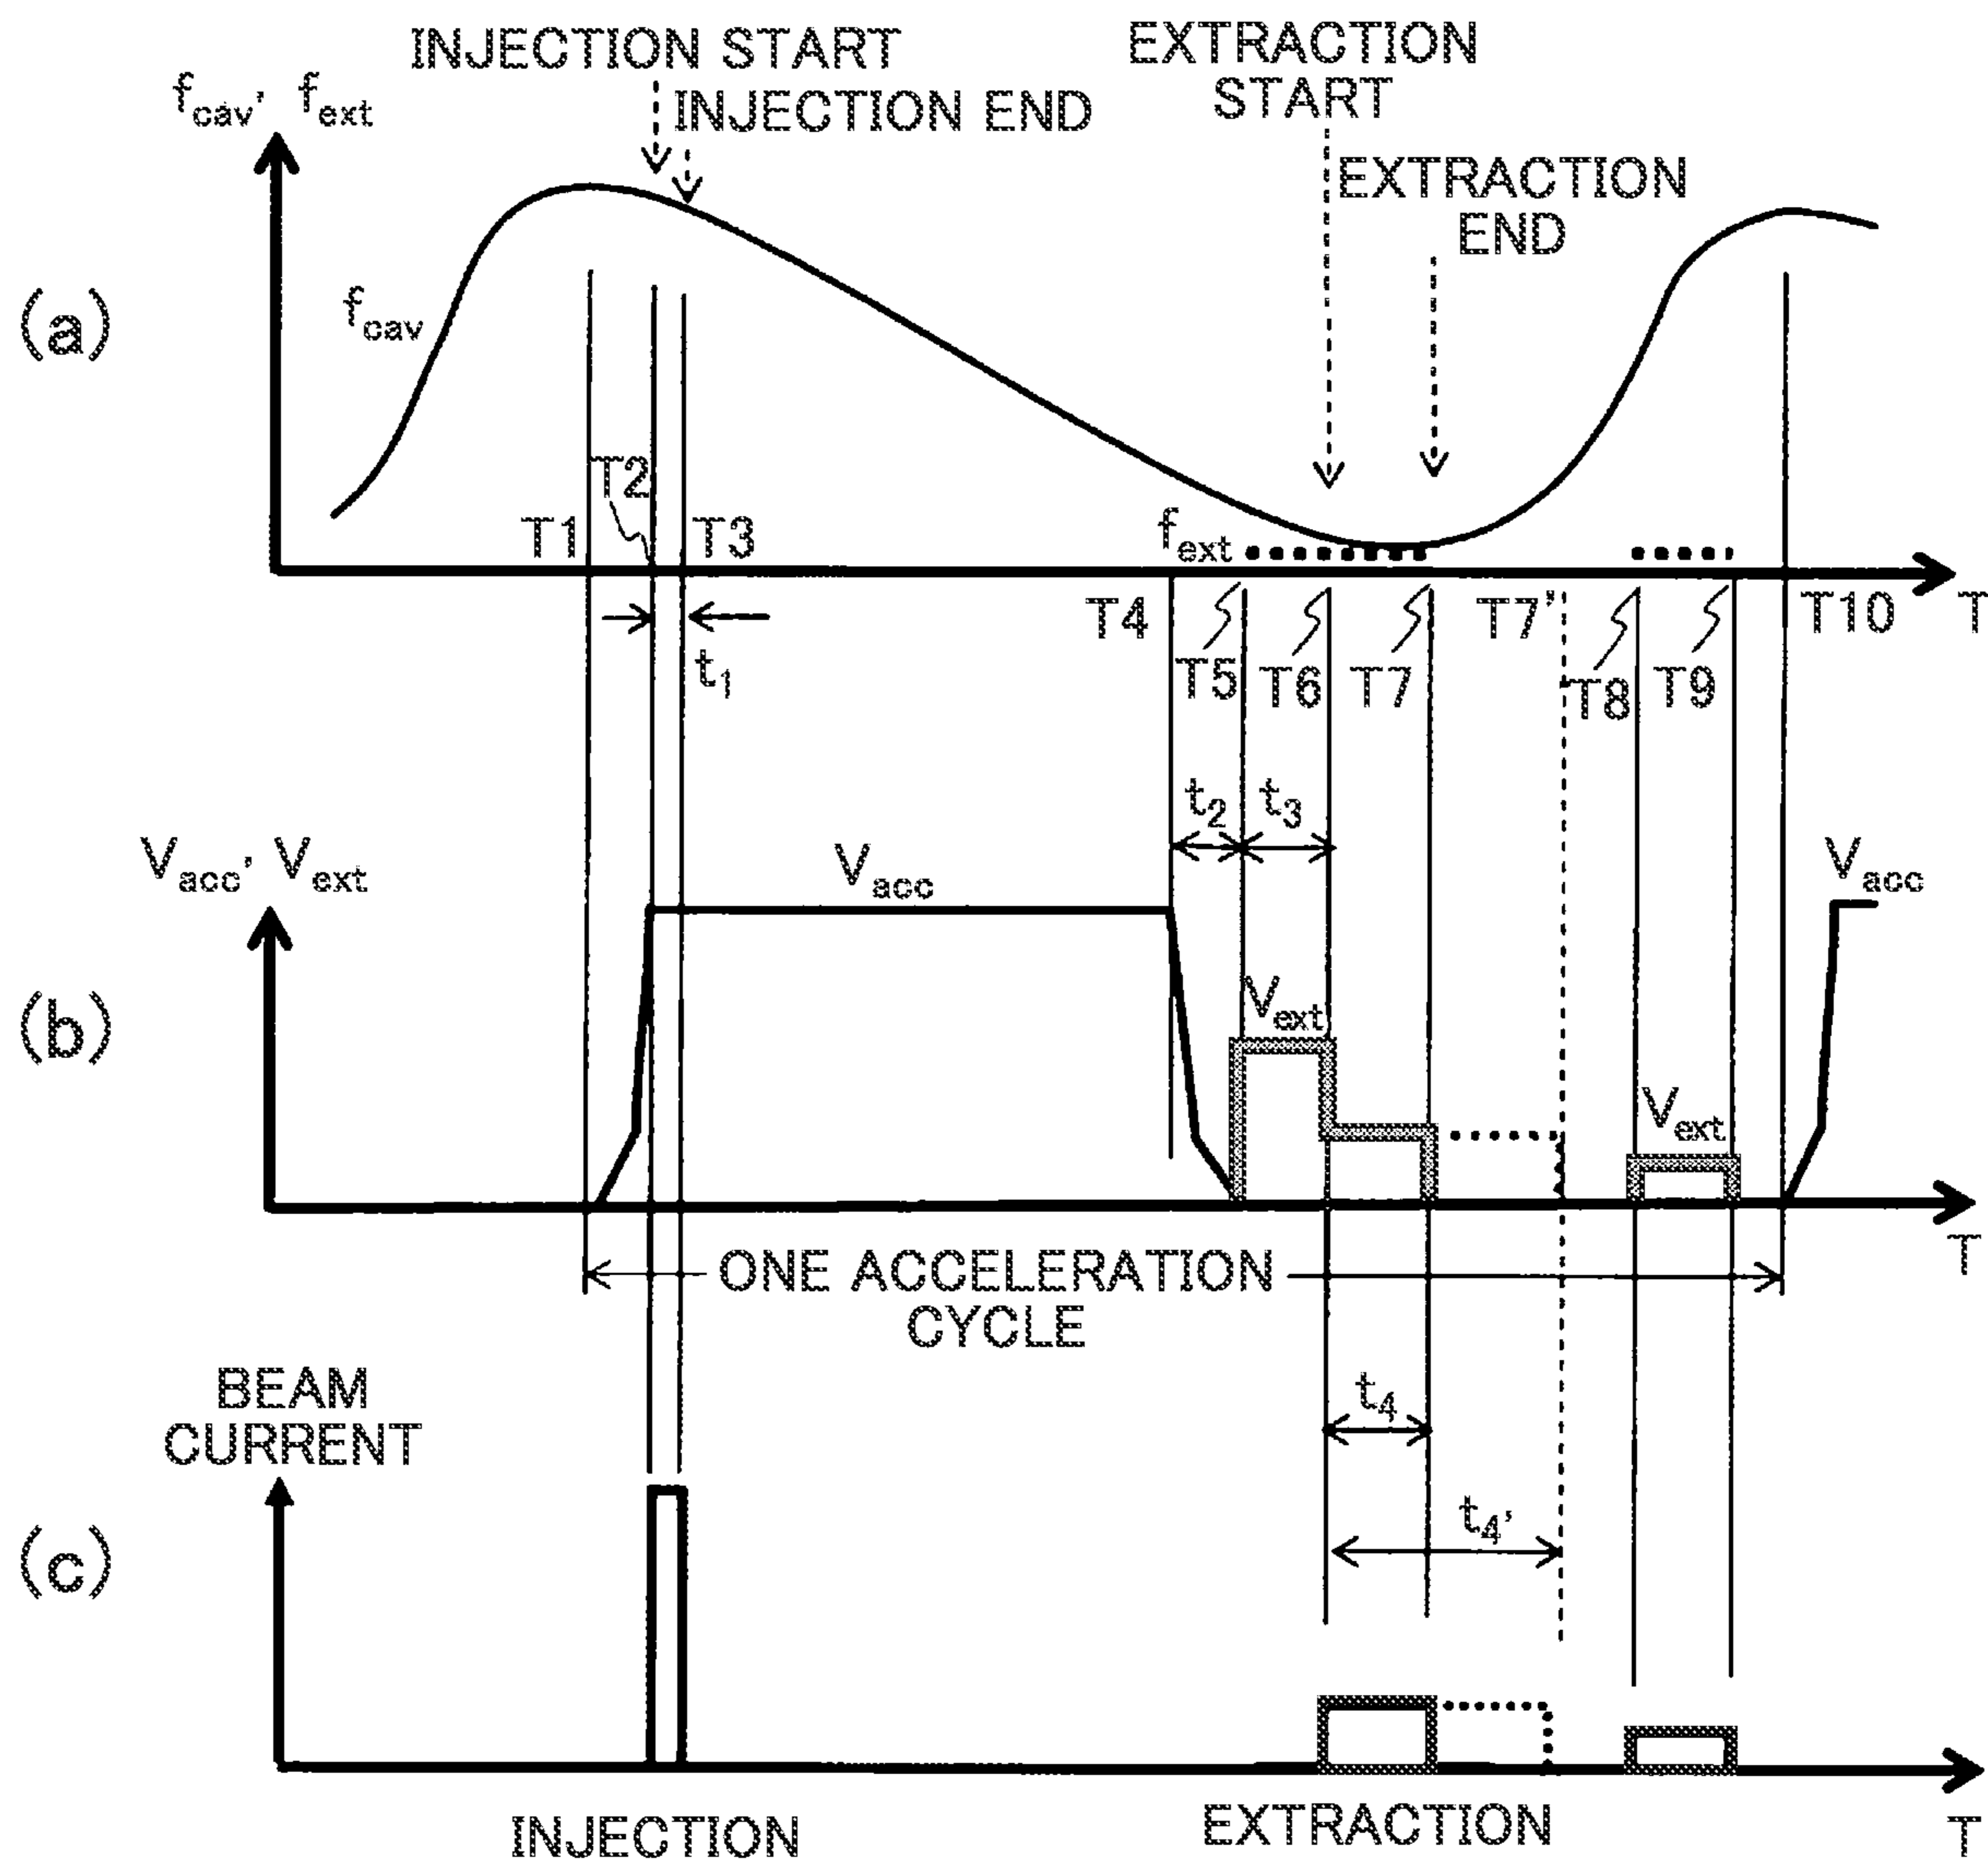 INJECTION START
INJECTION END
EXTRACTION
START
EXTRACTION
END
fcav, fext
(a)
fcav
T2
T1
T3
fext
T4
T5
T6
T7
T7'
T8
T9
T10
T
t1
t2
t3
Vacc, Vext
Vacc
Vacc
(b)
Vext
Vext
T
ONE ACCELERATION
CYCLE
BEAM
CURRENT
t4
t4'
(c)
INJECTION
EXTRACTION
T